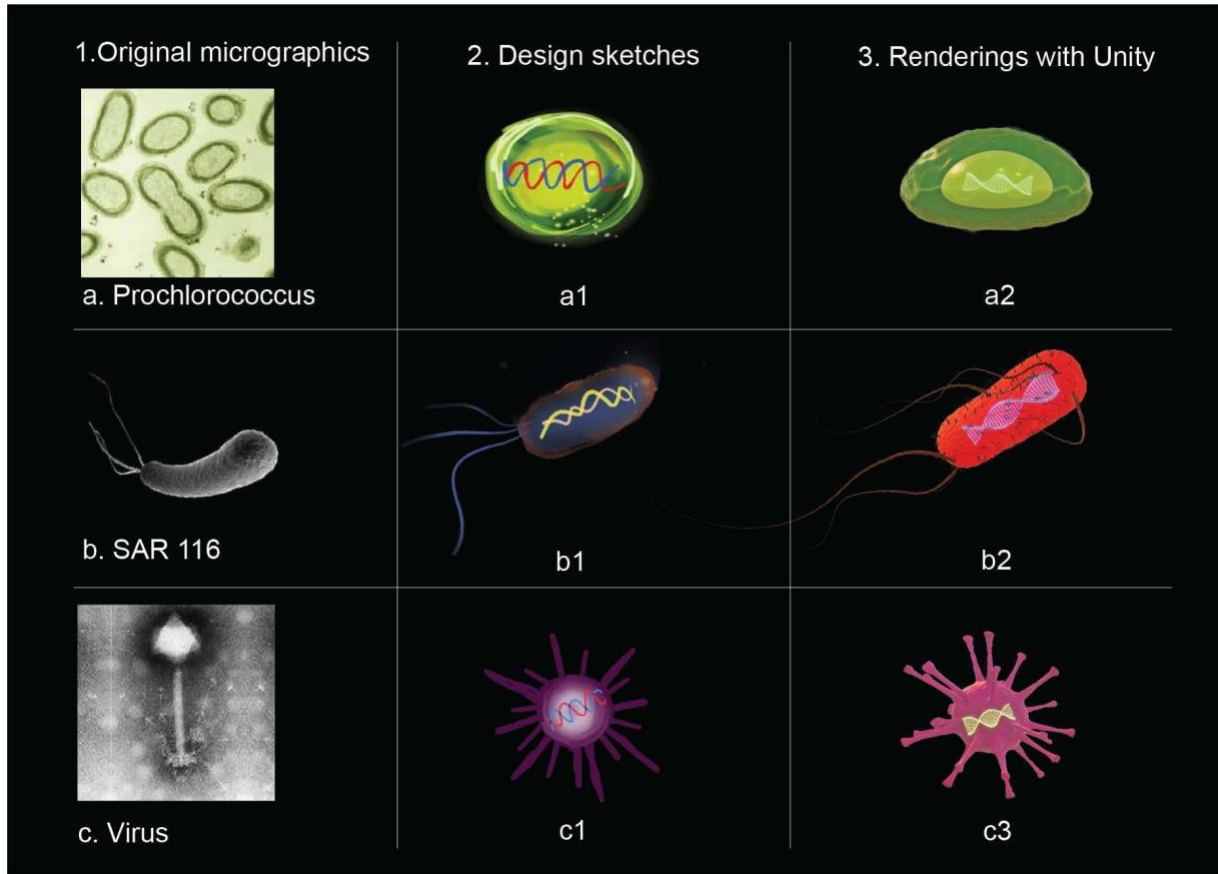 1.Original micrographics
2. Design sketches
3. Renderings with Unity
a. Prochlorococcus
a1
a2
b. SAR 116
b1
b2
c. Virus
c1
c3